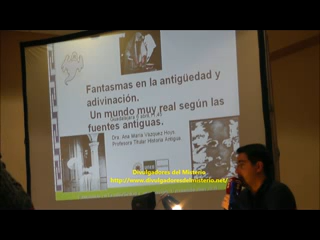 Fantasmas en la antigüedad y
adivinación.
Un mundo muy real según las
fuentes antiguas.
Dra. Ana María Vázquez Hoys
Profesora Titular Historia Antigua
Divulgadores del Misterio
http://www.divulgadoresdelmisterio.net/